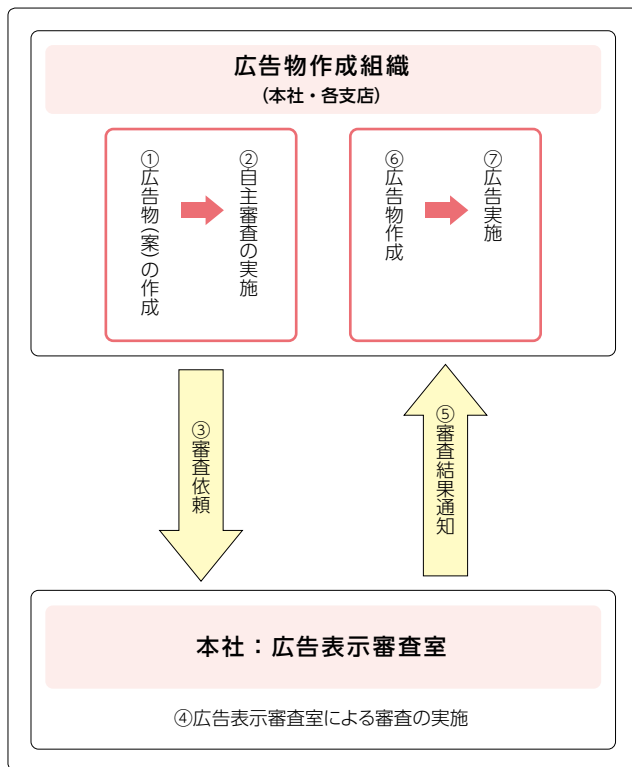 広告物作成組織
(本社・各支店)
①広告物(案)の作成
②自主審査の実施
⑥広告物作成
⑦広告実施
③審査依頼
⑤審査結果通知
本社：広告表示審査室
④広告表示審査室による審査の実施